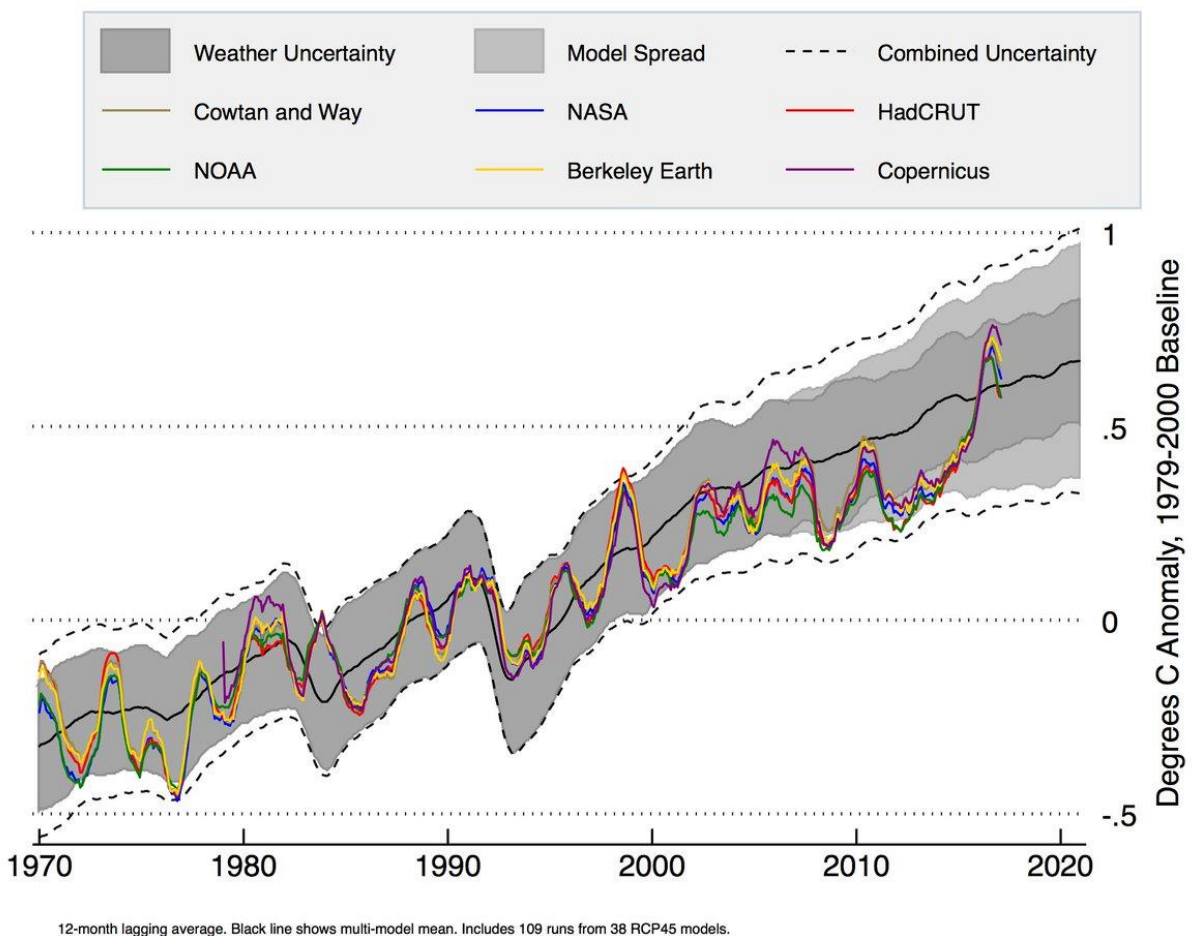 Weather Uncertainty Model Spread Combined Uncertainty
Cowtan and Way NASA HadCRUT
NOAA Berkeley Earth Copernicus
1
.5
0
-.5
Degrees C Anomaly, 1979-2000 Baseline
1970 1980 1990 2000 2010 2020
12-month lagging average. Black line shows multi-model mean. Includes 109 runs from 38 RCP45 models.